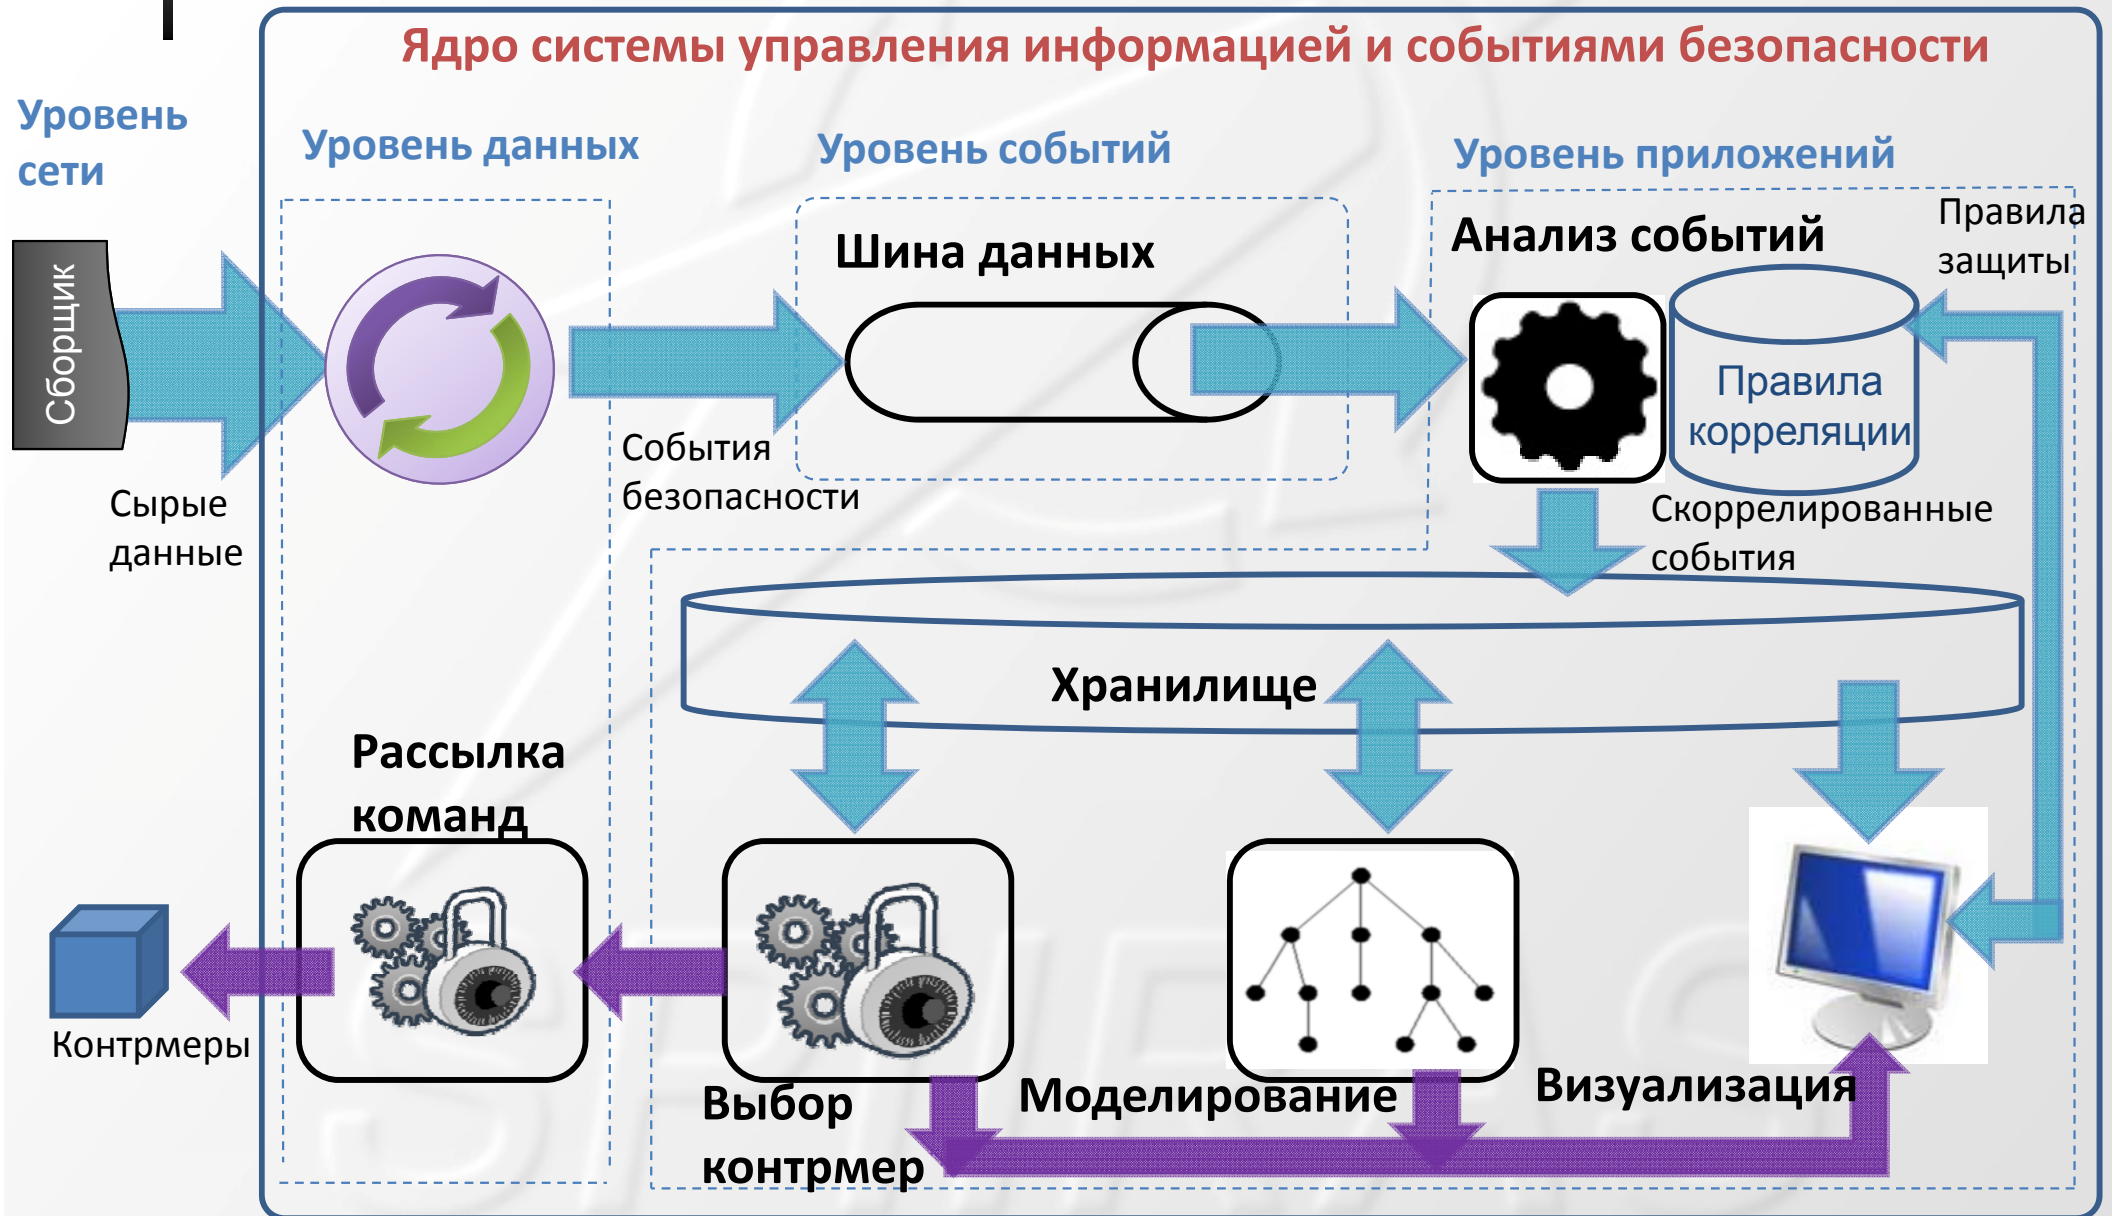 Ядро системы управления информацией и событиями безопасности
Уровень
сети
Уровень данных
Уровень событий
Уровень приложений
Сборщик
Сырые
данные
События
безопасности
Шина данных
Анализ событий
Правила
защиты
Правила
корреляции
Скоррелированные
события
Хранилище
Рассылка
команд
Контрмеры
Выбор
контрмер
Моделирование
Визуализация
SPIIRAS